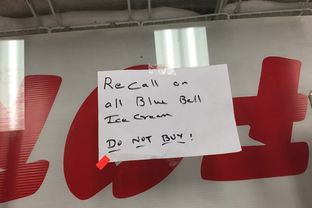 Recall on
all Blue Bell
Ice Cream
Do Not Buy!